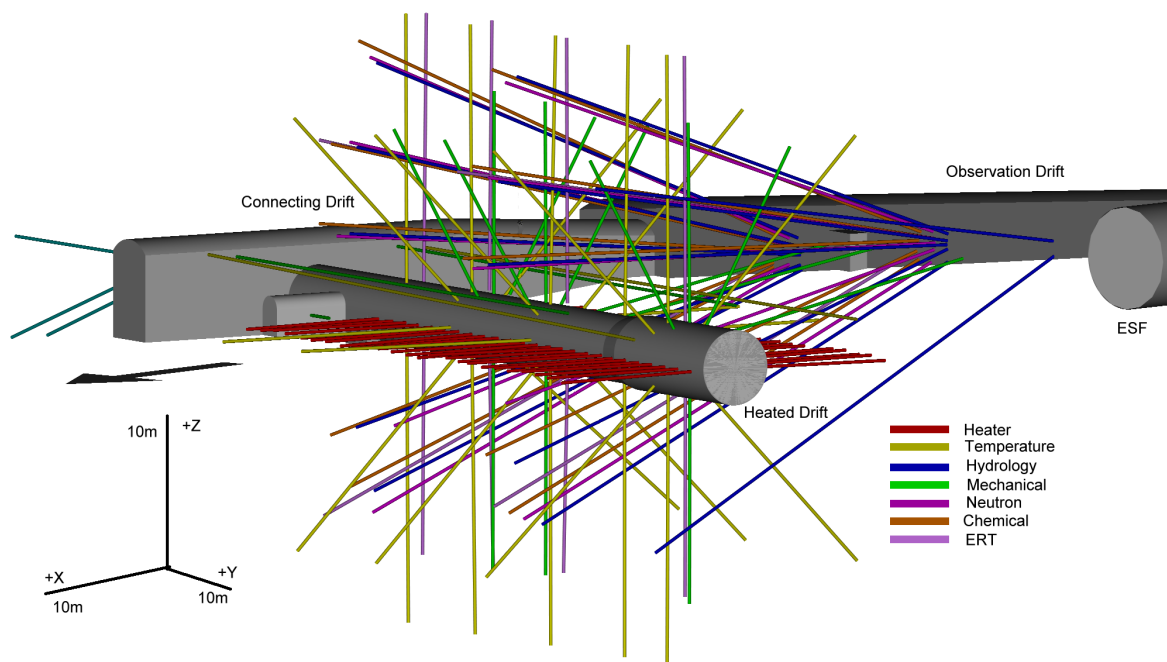 Observation Drift
Connecting Drift
ESF
Heated Drift
10m
+Z
+X
10m
+Y
10m
Heater
Temperature
Hydrology
Mechanical
Neutron
Chemical
ERT